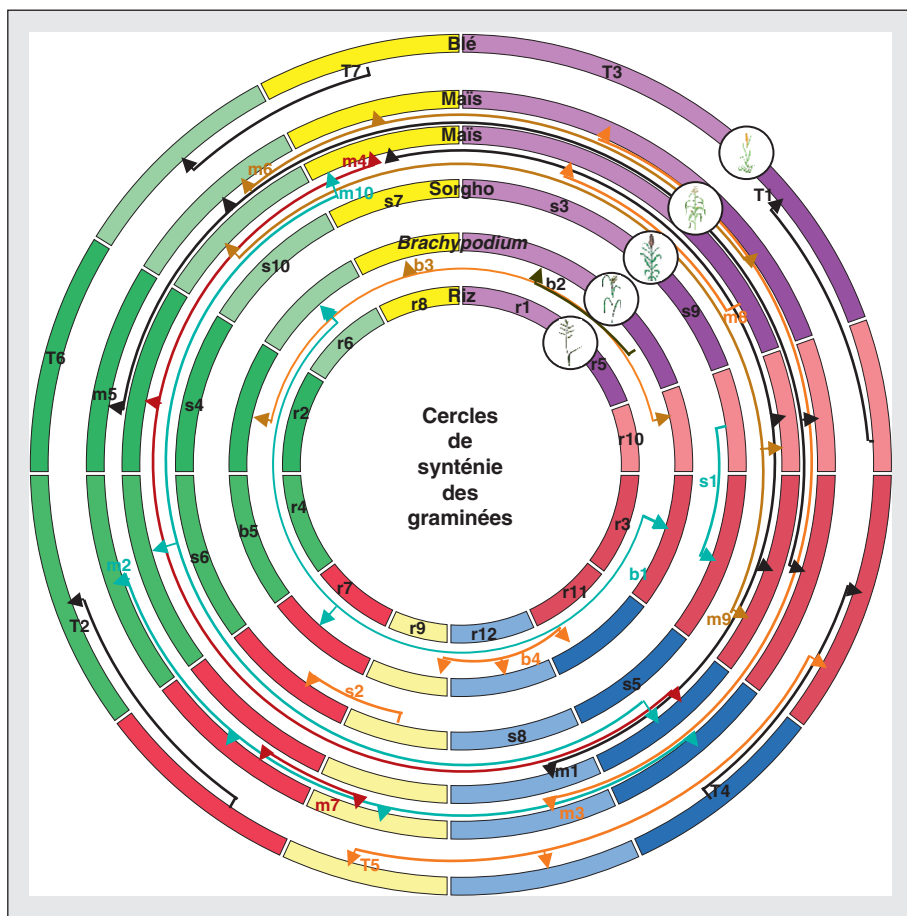 Blé
T7
T3
Maïs
Maïs
m6
m4
m10
Sorgho
s7
s3
T1
s10
Brachypodium
b3
b2
s9
m8
Riz
r8
r1
r6
r5
T6
m5
s4
r2
r10
Cercles
de
synténie
des
graminées
s1
r4
r3
b5
s6
m2
b1
T2
r7
r11
m9
r9
r12
b4
s2
s5
s8
m1
T4
m7
m3
T5